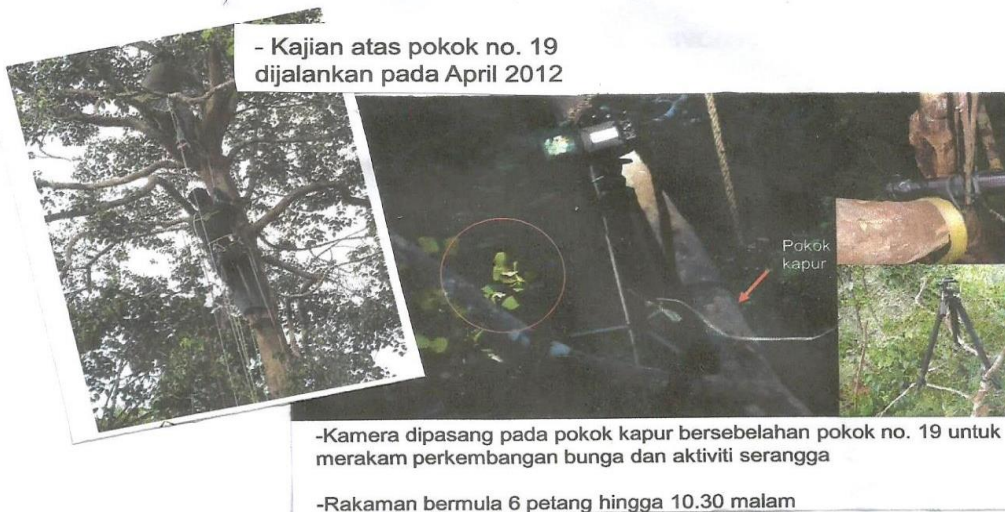 - Kajian atas pokok no. 19
dijalankan pada April 2012
Pokok
kapur
-Kamera dipasang pada pokok kapur bersebelahan pokok no. 19 untuk
merakam perkembangan bunga dan aktiviti serangga
-Rakaman bermula 6 petang hingga 10.30 malam